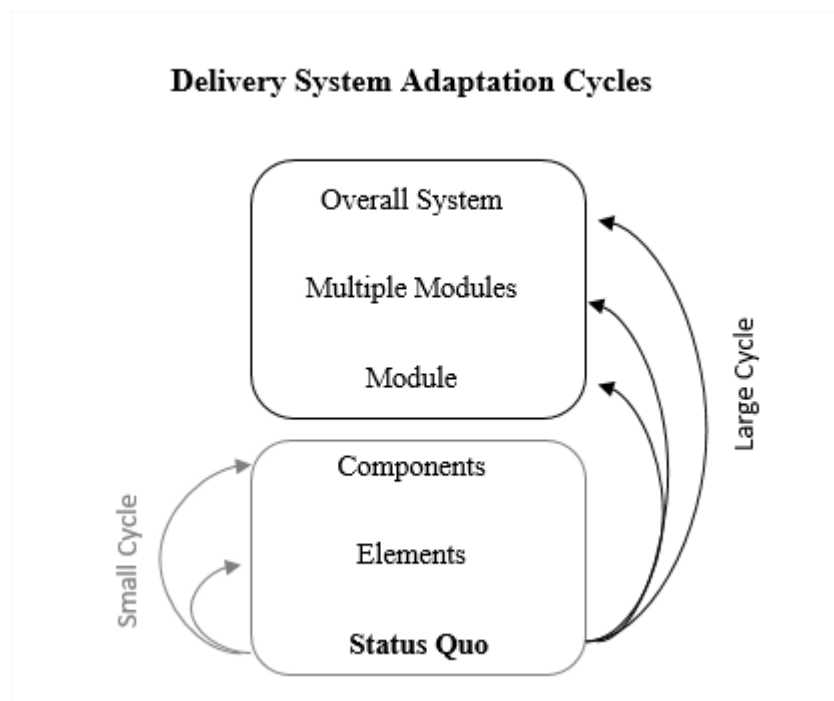 Delivery System Adaptation Cycles
Overall System
Multiple Modules
Module
Large Cycle
Components
Elements
Small Cycle
Status Quo